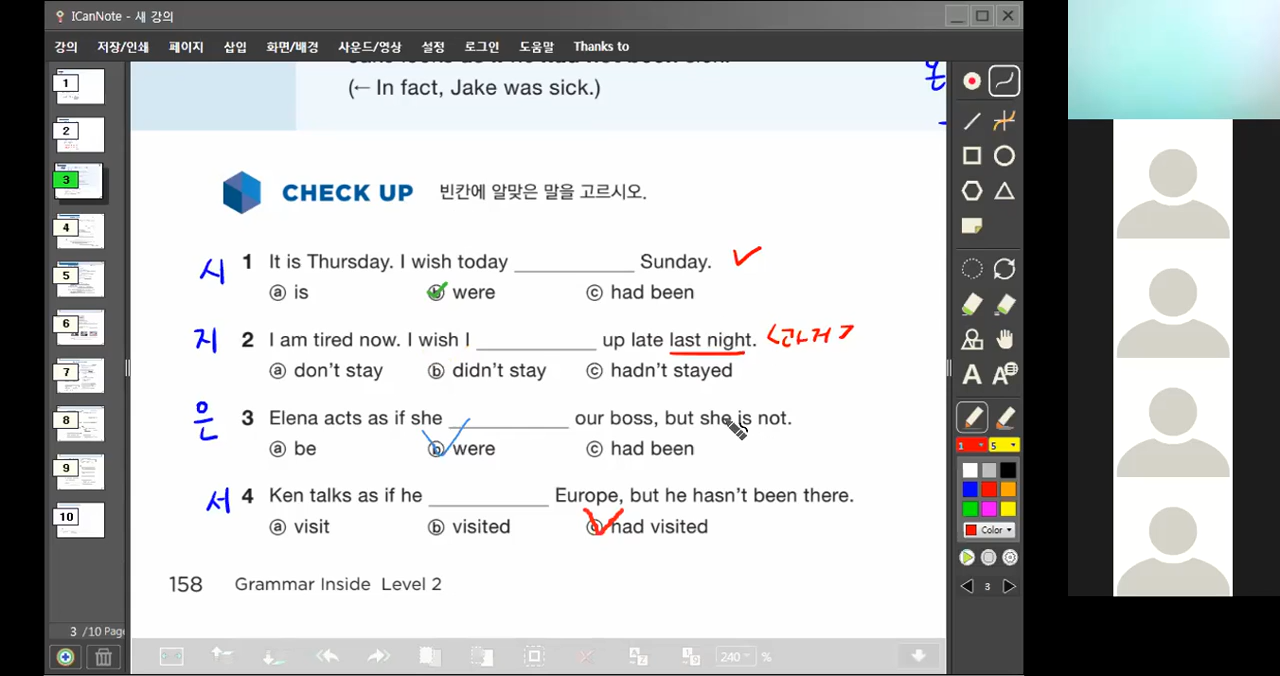 ICanNote - 새 강의
강의 저장/인쇄 페이지 삽입 화면/배경 사운드/영상 설정 로그인 도움말 Thanks to
(← In fact, Jake was sick.)
CHECK UP 빈칸에 알맞은 말을 고르시오.
시 1 It is Thursday. I wish today ____________ Sunday.
ⓐ is ⓑ were ⓒ had been
지 2 I am tired now. I wish I ____________ up late last night. <과거>
ⓐ don't stay ⓑ didn't stay ⓒ hadn't stayed
은 3 Elena acts as if she ____________ our boss, but she is not.
ⓐ be ⓑ were ⓒ had been
서 4 Ken talks as if he ____________ Europe, but he hasn't been there.
ⓐ visit ⓑ visited ⓒ had visited
158 Grammar Inside Level 2
1
2
3
4
5
6
7
8
9
10
3 /10 Page
240 %
A
A
1 5
Color
3